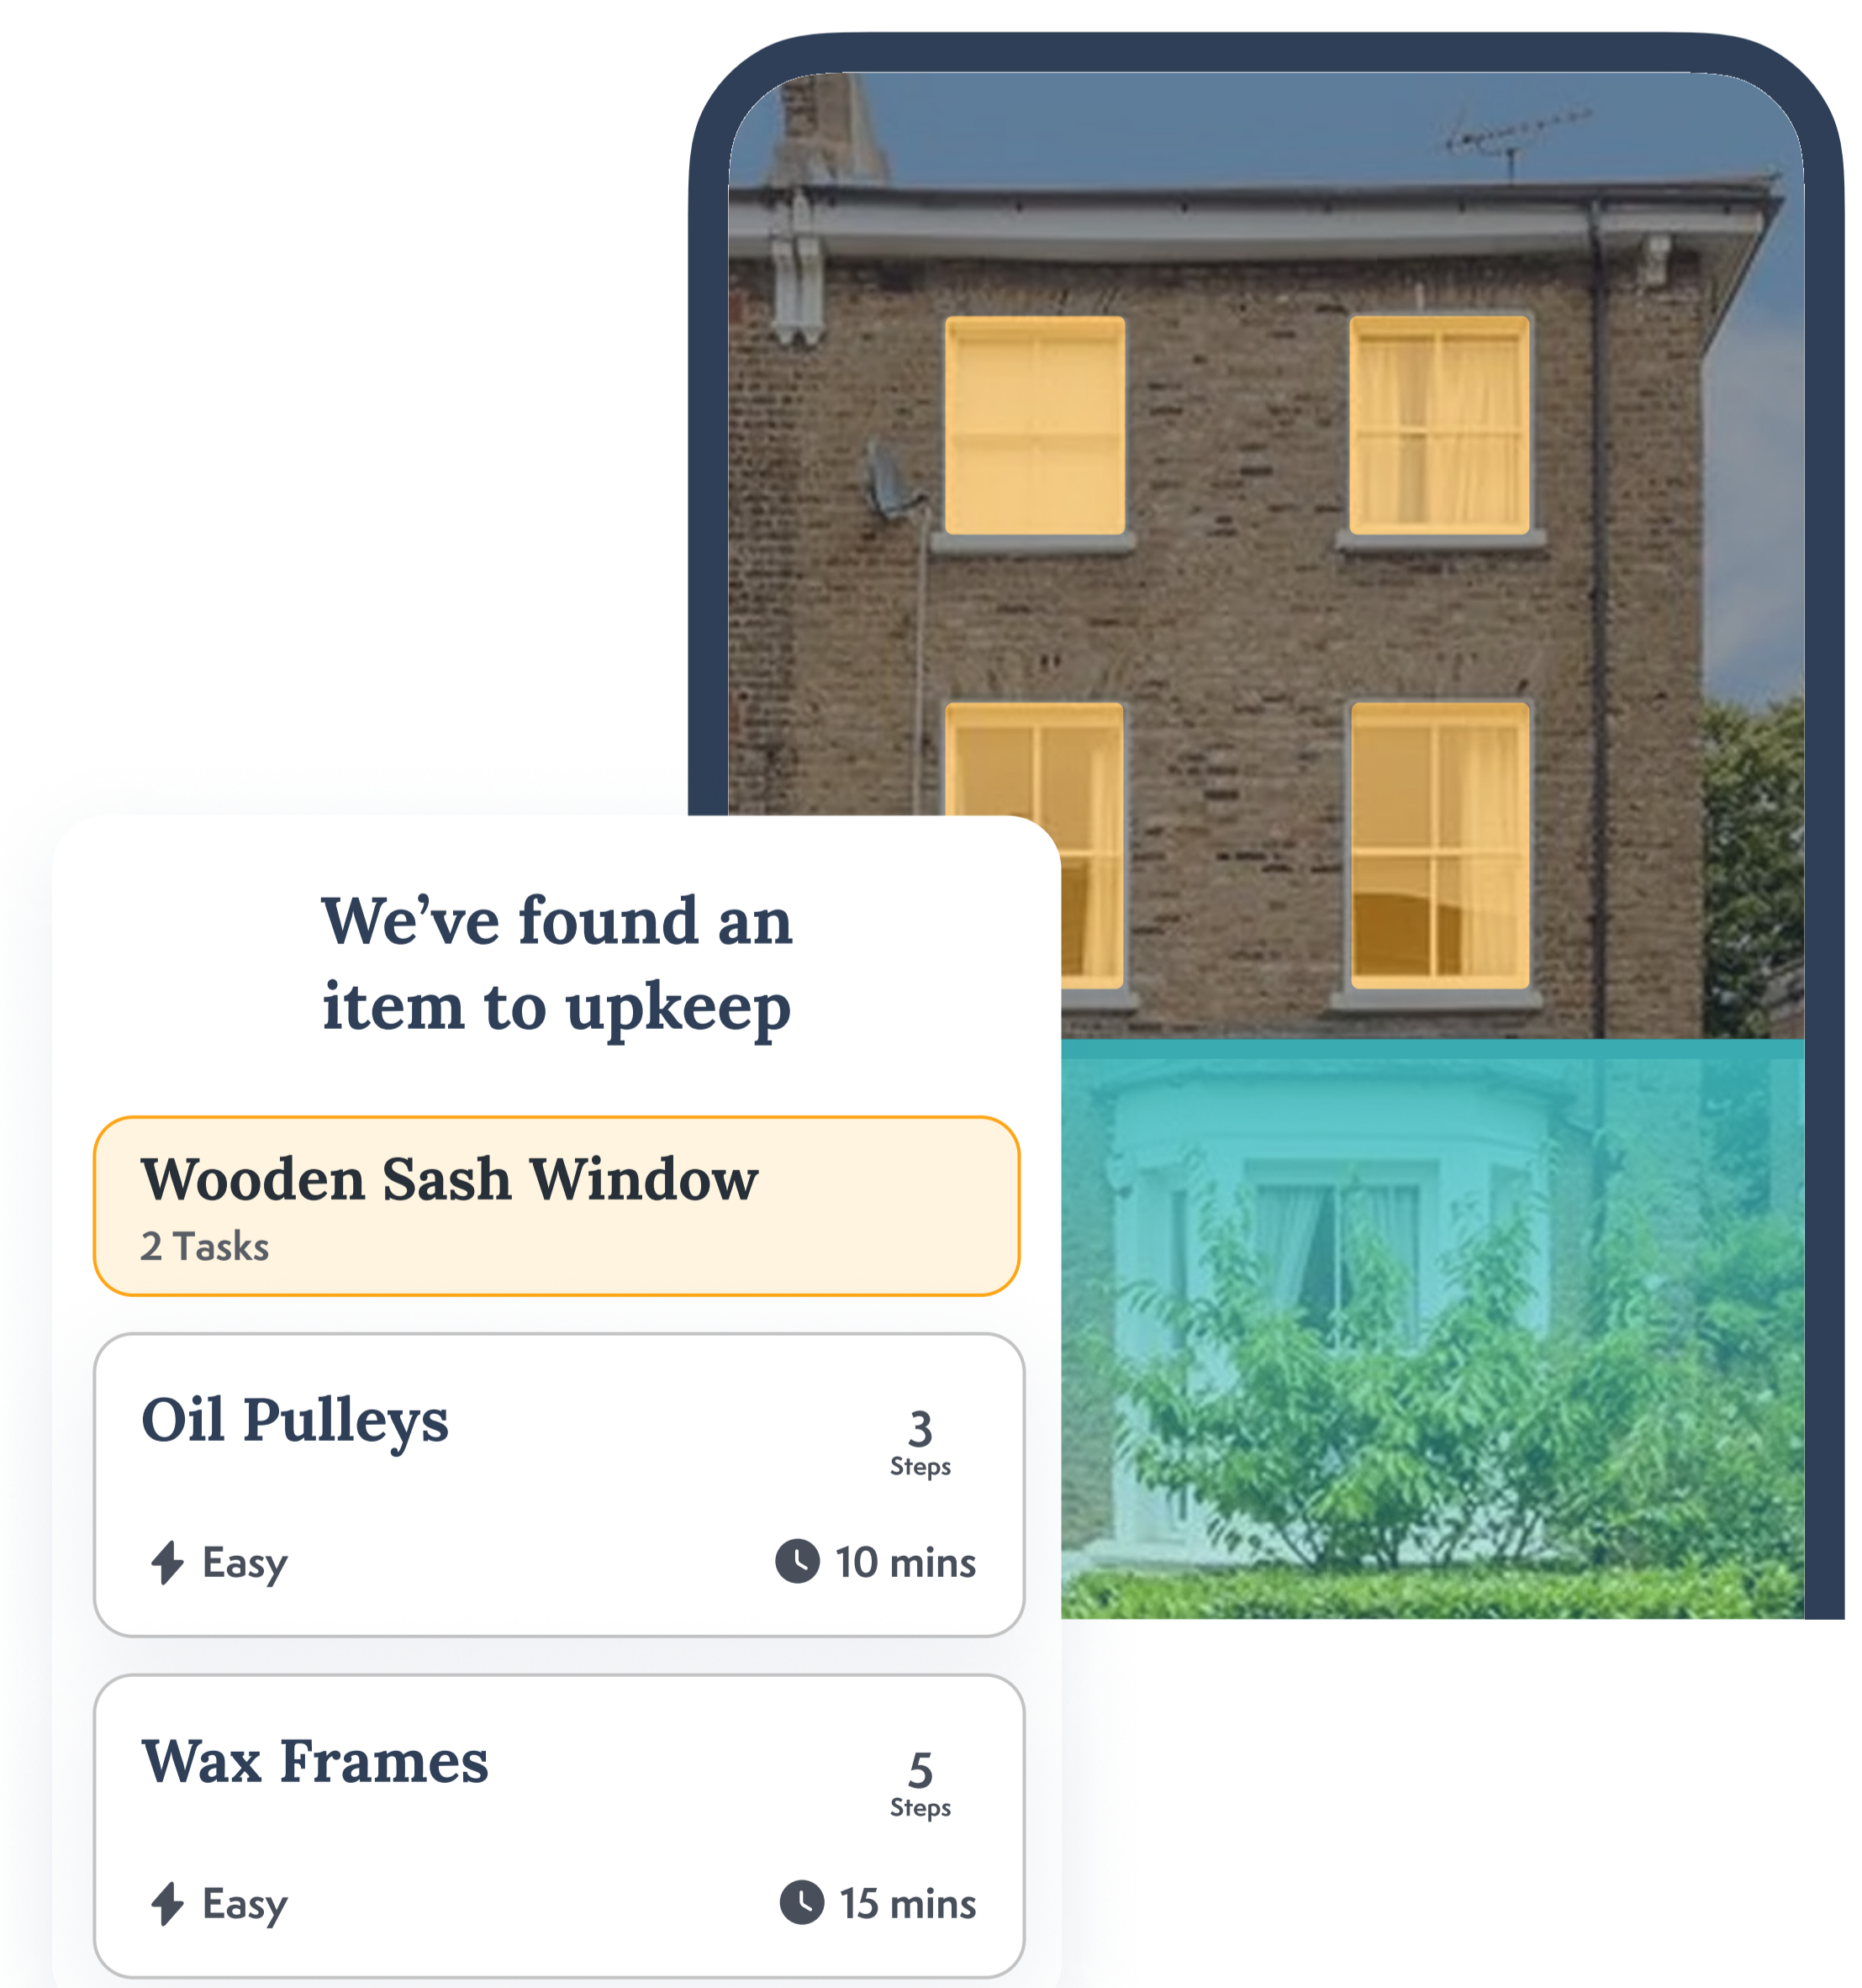 We’ve found an
item to upkeep
Wooden Sash Window
2 Tasks
Oil Pulleys
3
Steps
Easy
10 mins
Wax Frames
5
Steps
Easy
15 mins